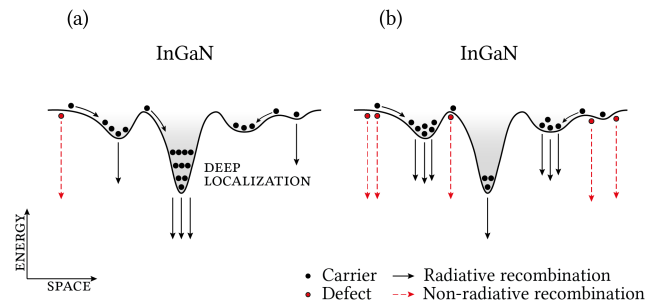 (a)
(b)
InGaN
InGaN
DEEP
LOCALIZATION
ENERGY
SPACE
Carrier
Radiative recombination
Defect
Non-radiative recombination